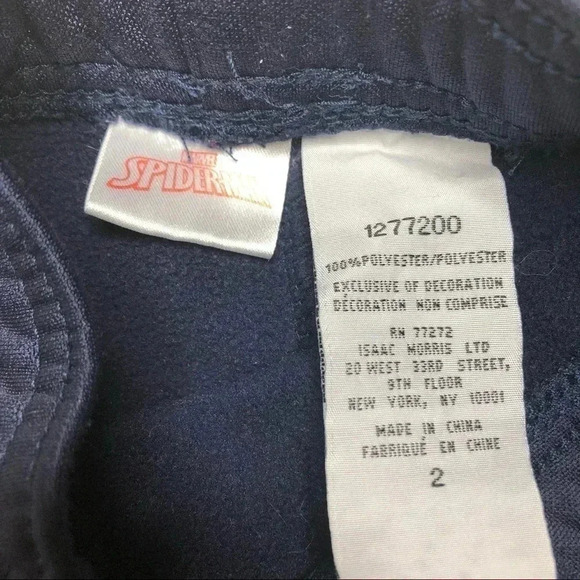 MARVEL
SPIDER-MAN
1277200
100%POLYESTER/POLYESTER
EXCLUSIVE OF DECORATION
DÉCORATION NON COMPRISE
RN 77272
ISAAC MORRIS LTD
20 WEST 33RD STREET,
9TH FLOOR
NEW YORK, NY 10001
MADE IN CHINA
FABRIQUÉ EN CHINE
2